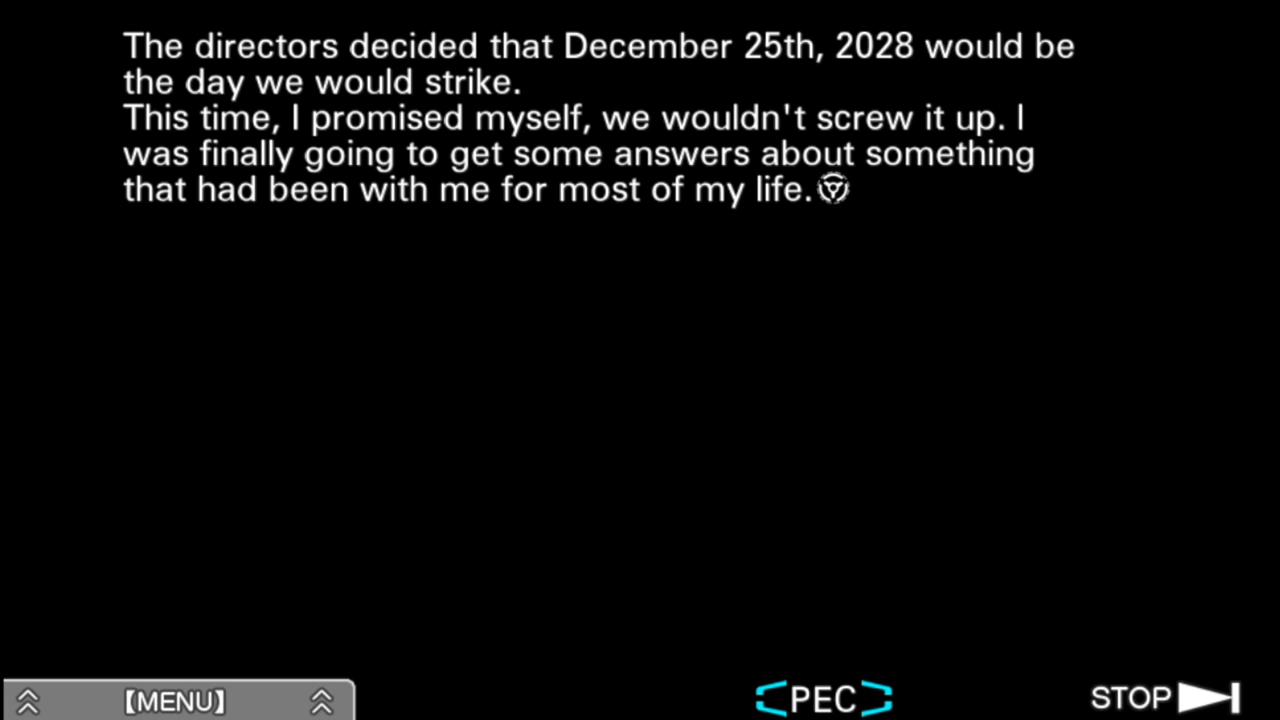 The directors decided that December 25th, 2028 would be
the day we would strike.
This time, I promised myself, we wouldn't screw it up. I
was finally going to get some answers about something
that had been with me for most of my life.
【MENU】
PEC
STOP